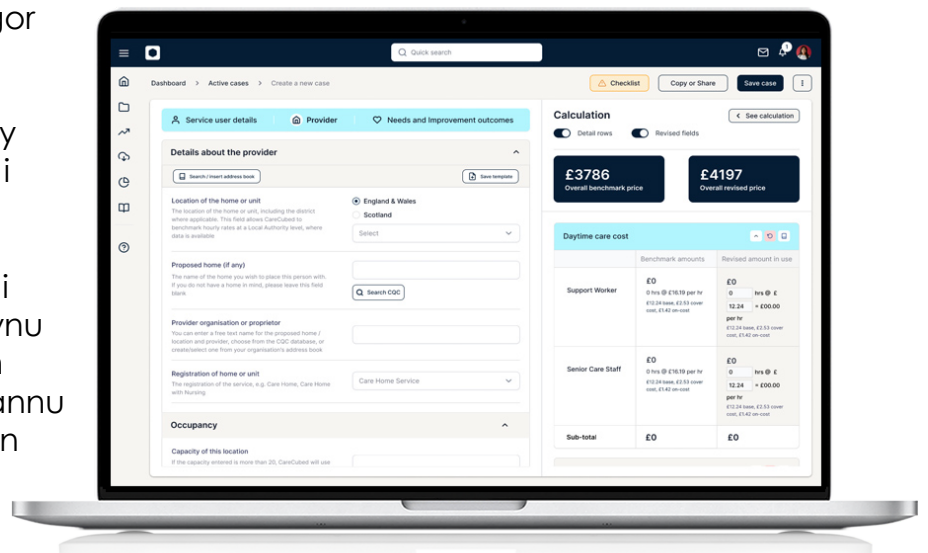 gor
y
i
i
ynu
annu
n
Quick search
Dashboard > Active cases > Create a new case
Checklist
Copy or Share
Save case
Service user details
Provider
Needs and Improvement outcomes
Details about the provider
Search / Insert address book
Save template
Location of the home or unit
The location of the home or unit, including the district
where applicable. This field allows CareCubed to
benchmark hourly rates at a Local Authority level, where
data is available
England & Wales
Scotland
Select
Proposed home (if any)
The name of the home you wish to place this person with.
If you do not have a home in mind, please leave this field
blank
Search CQC
Provider organisation or proprietor
You can enter a free text name for the proposed home /
location and provider, choose from the CQC database, or
create/select one from your organisation's address book
Registration of home or unit
The registration of the service, e.g. Care Home, Care Home
with Nursing
Care Home Service
Occupancy
Capacity of this location
If the capacity entered is more than 20, CareCubed will use
Calculation
< See calculation
Detail rows
Revised fields
£3786
Overall benchmark price
£4197
Overall revised price
Daytime care cost
Benchmark amounts
Revised amount in use
Support Worker
£0
0 hrs @ £16.19 per hr
£12.24 base, £2.53 cover
cost, £1.42 on-cost
£0
0 hrs @ £
12.24 = £00.00
per hr
£12.24 base, £2.53 cover
cost, £1.42 on-cost
Senior Care Staff
£0
0 hrs @ £16.19 per hr
£12.24 base, £2.53 cover
cost, £1.42 on-cost
£0
0 hrs @ £
12.24 = £00.00
per hr
£12.24 base, £2.53 cover
cost, £1.42 on-cost
Sub-total
£0
£0